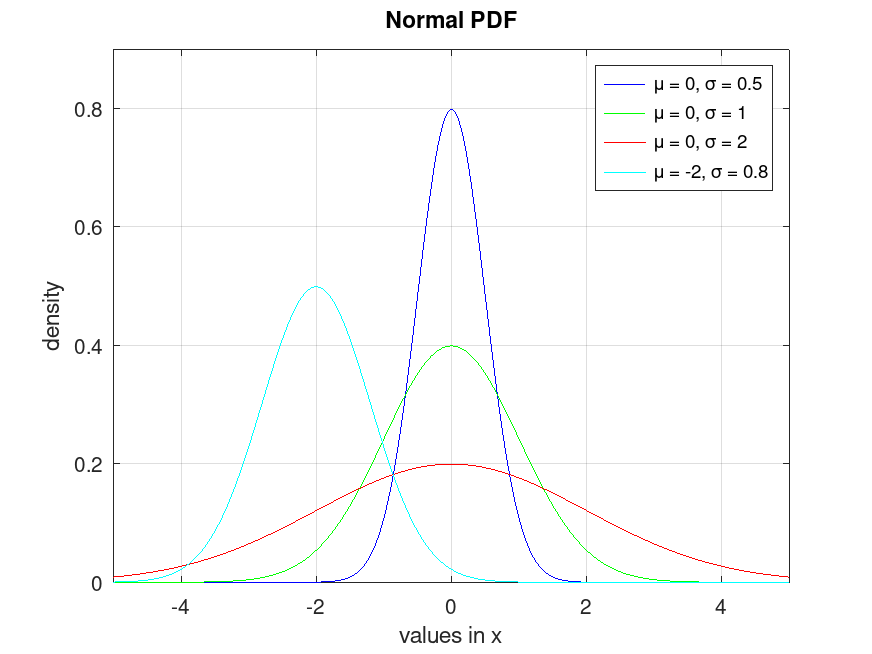 Normal PDF
μ = 0, σ = 0.5
μ = 0, σ = 1
μ = 0, σ = 2
μ = -2, σ = 0.8
0.8
0.6
0.4
0.2
0
density
-4
-2
0
2
4
values in x